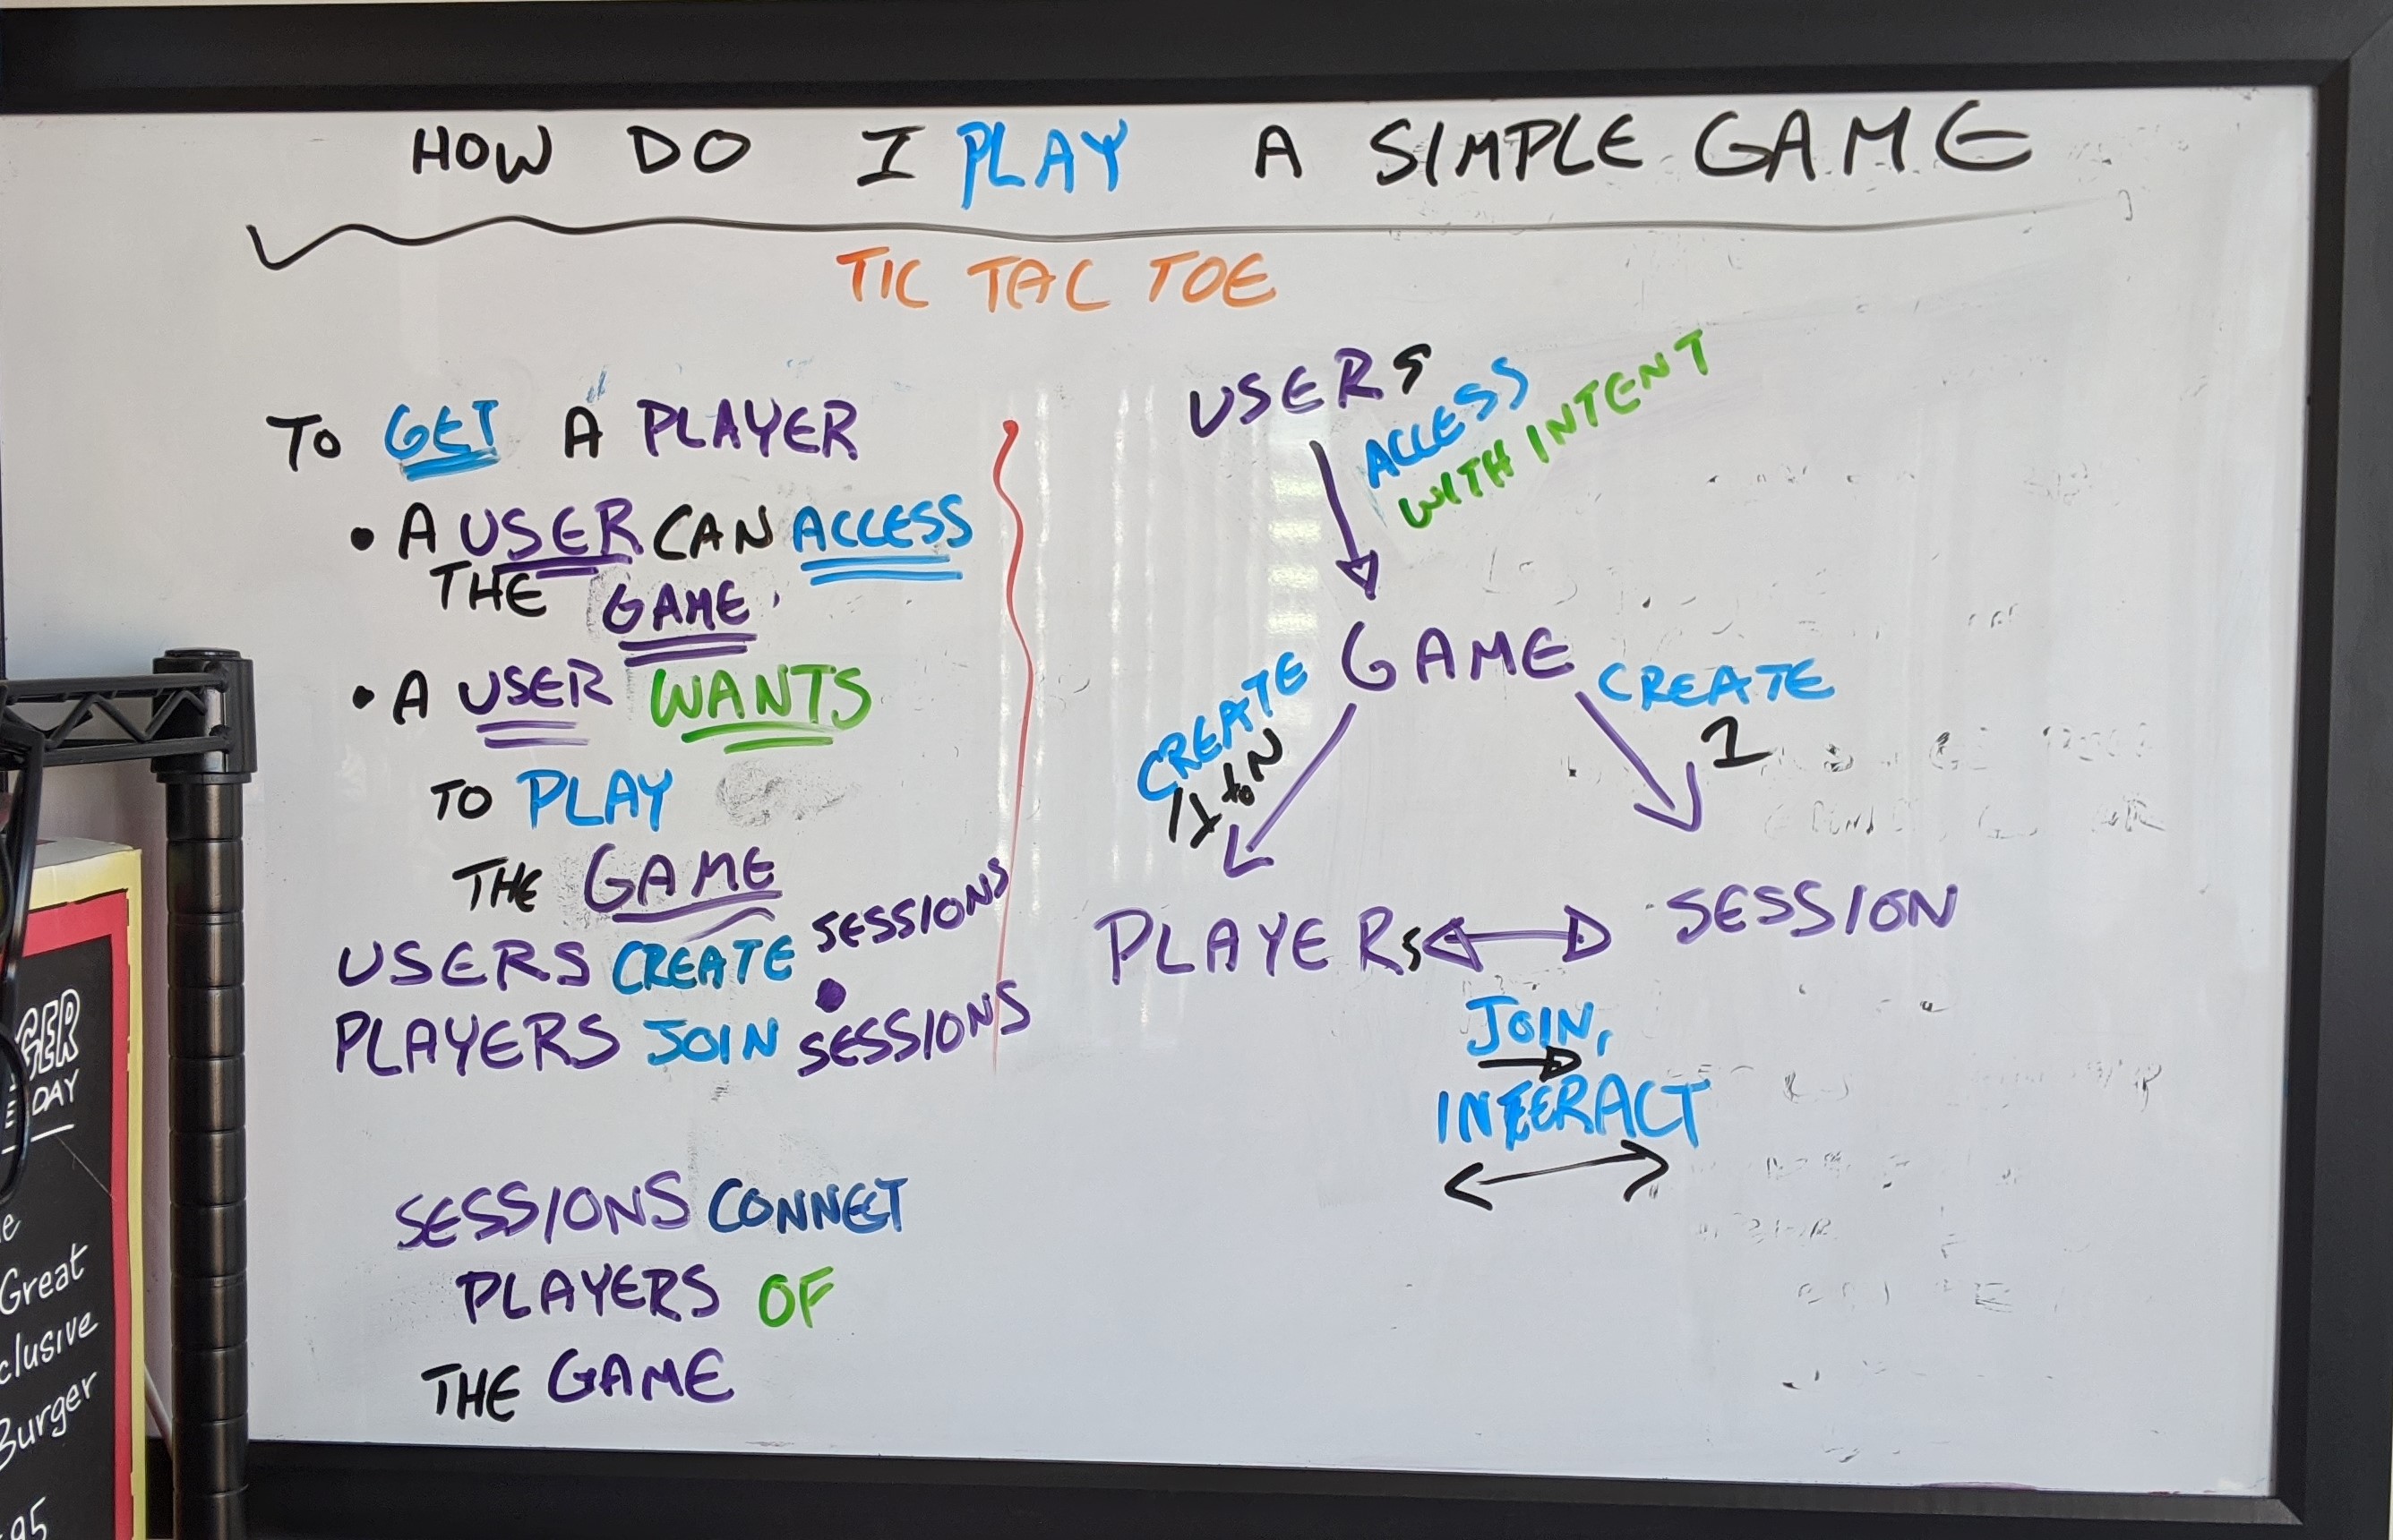 HOW DO I PLAY A SIMPLE GAME
TIC TAC TOE
TO GET A PLAYER
• A USER CAN ACCESS
THE GAME
• A USER WANTS
TO PLAY
THE GAME
USERS CREATE SESSIONS
PLAYERS JOIN SESSIONS
SESSIONS CONNECT
PLAYERS OF
THE GAME
USERS
ACCESS
WITH INTENT
GAME
CREATE
1 to N
CREATE
1
PLAYERS
SESSION
JOIN,
INTERACT
GER
DAY
Great
clusive
Burger
95